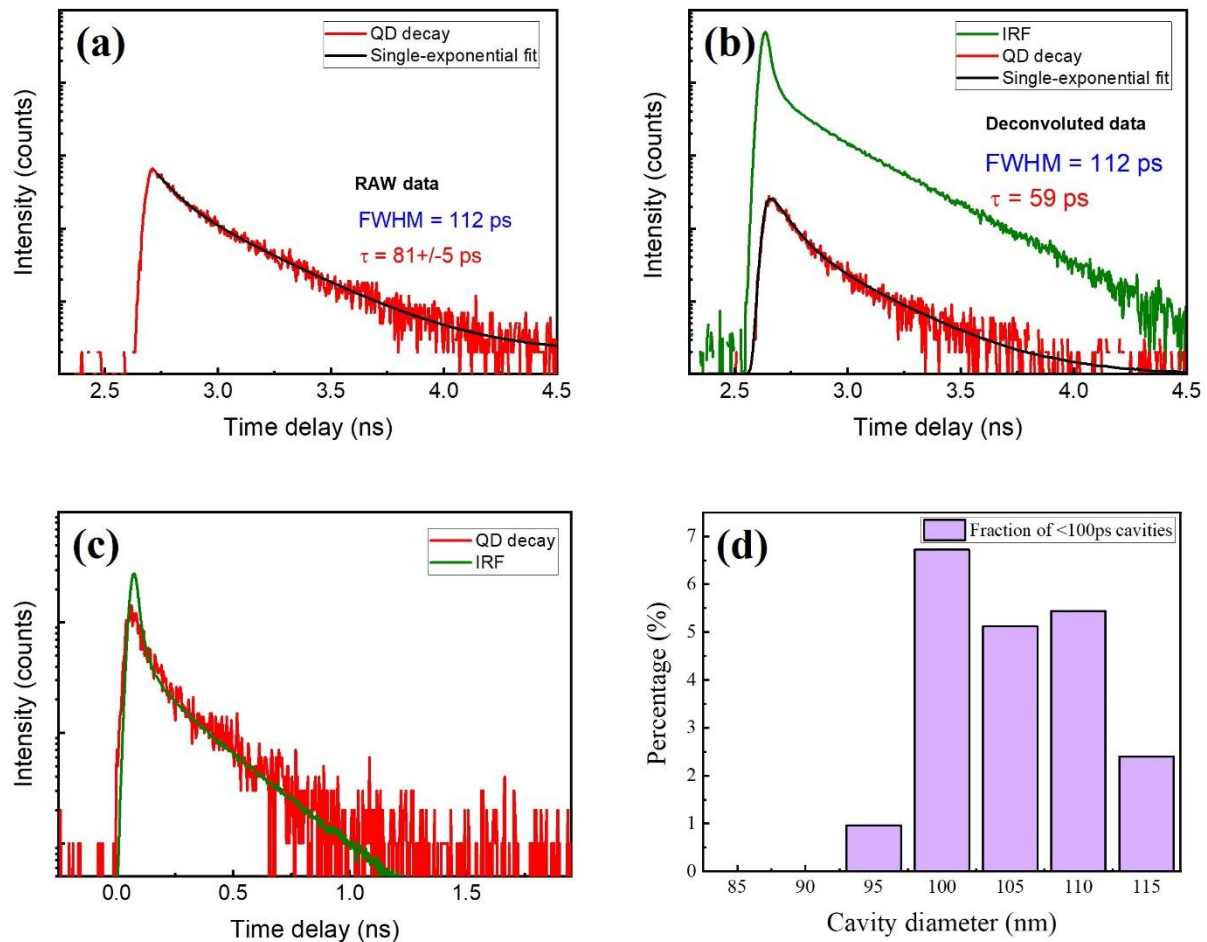 (a)
QD decay
Single-exponential fit
RAW data
FWHM = 112 ps
τ = 81+/-5 ps
Intensity (counts)
2.5 3.0 3.5 4.0 4.5
Time delay (ns)
(b)
IRF
QD decay
Single-exponential fit
Deconvoluted data
FWHM = 112 ps
τ = 59 ps
Intensity (counts)
2.5 3.0 3.5 4.0 4.5
Time delay (ns)
(c)
QD decay
IRF
Intensity (counts)
0.0 0.5 1.0 1.5
Time delay (ns)
(d)
Fraction of <100ps cavities
Percentage (%)
7
6
5
4
3
2
1
0
85 90 95 100 105 110 115
Cavity diameter (nm)